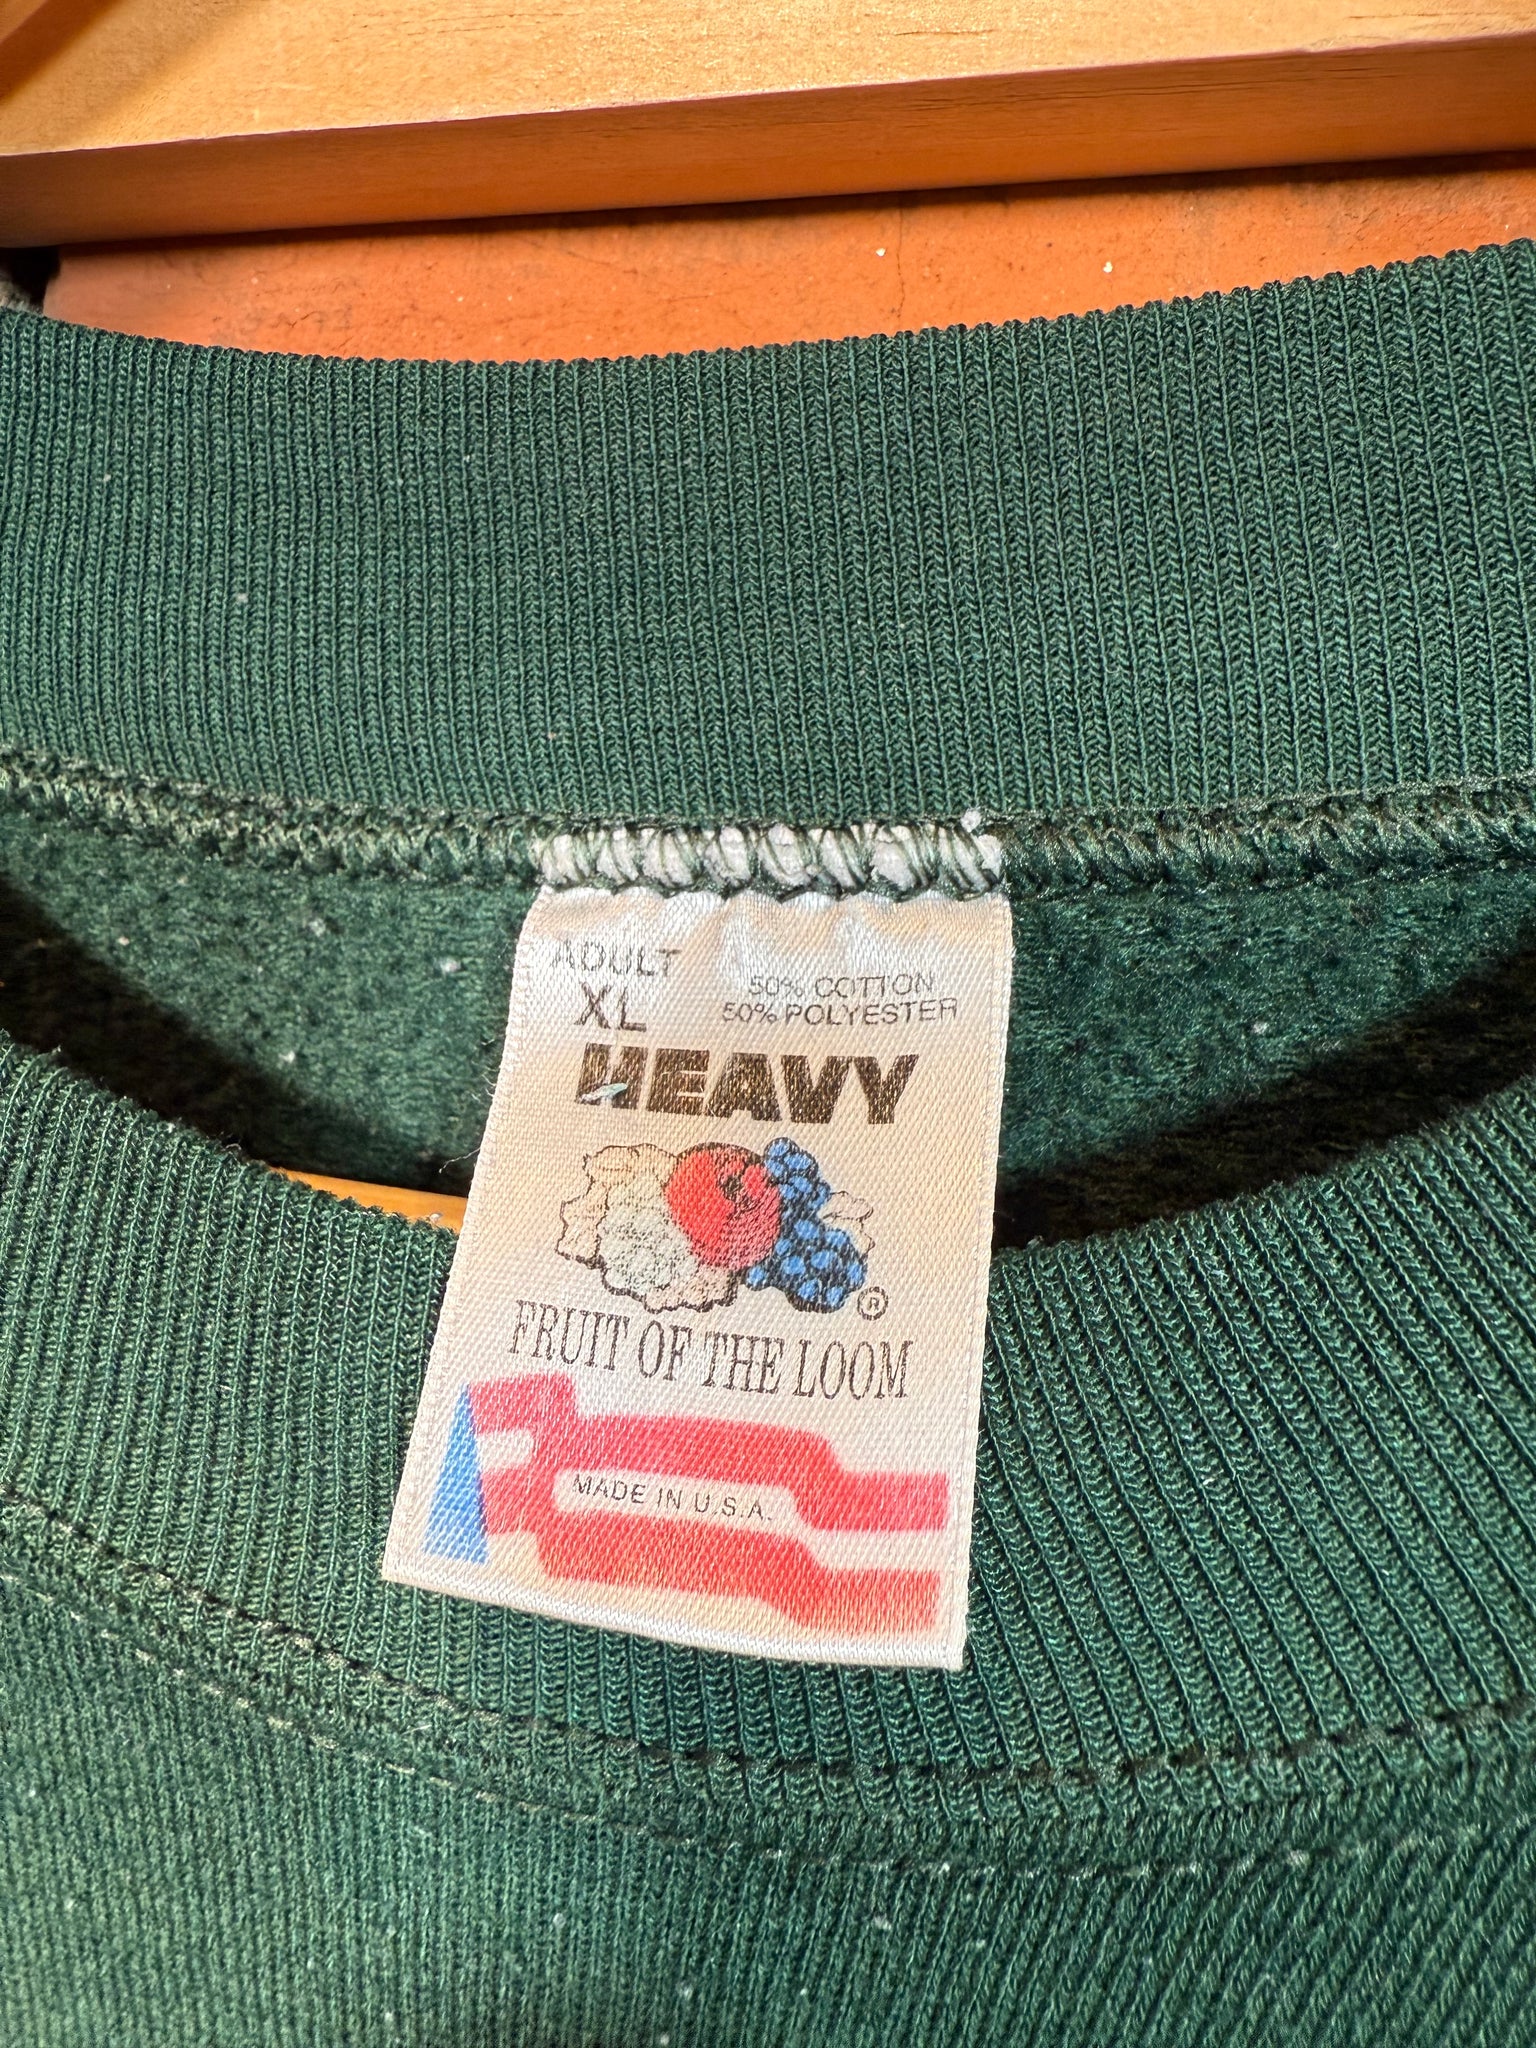 ADULT
XL
50% COTTON
50% POLYESTER
HEAVY
®
FRUIT OF THE LOOM
MADE IN U.S.A.